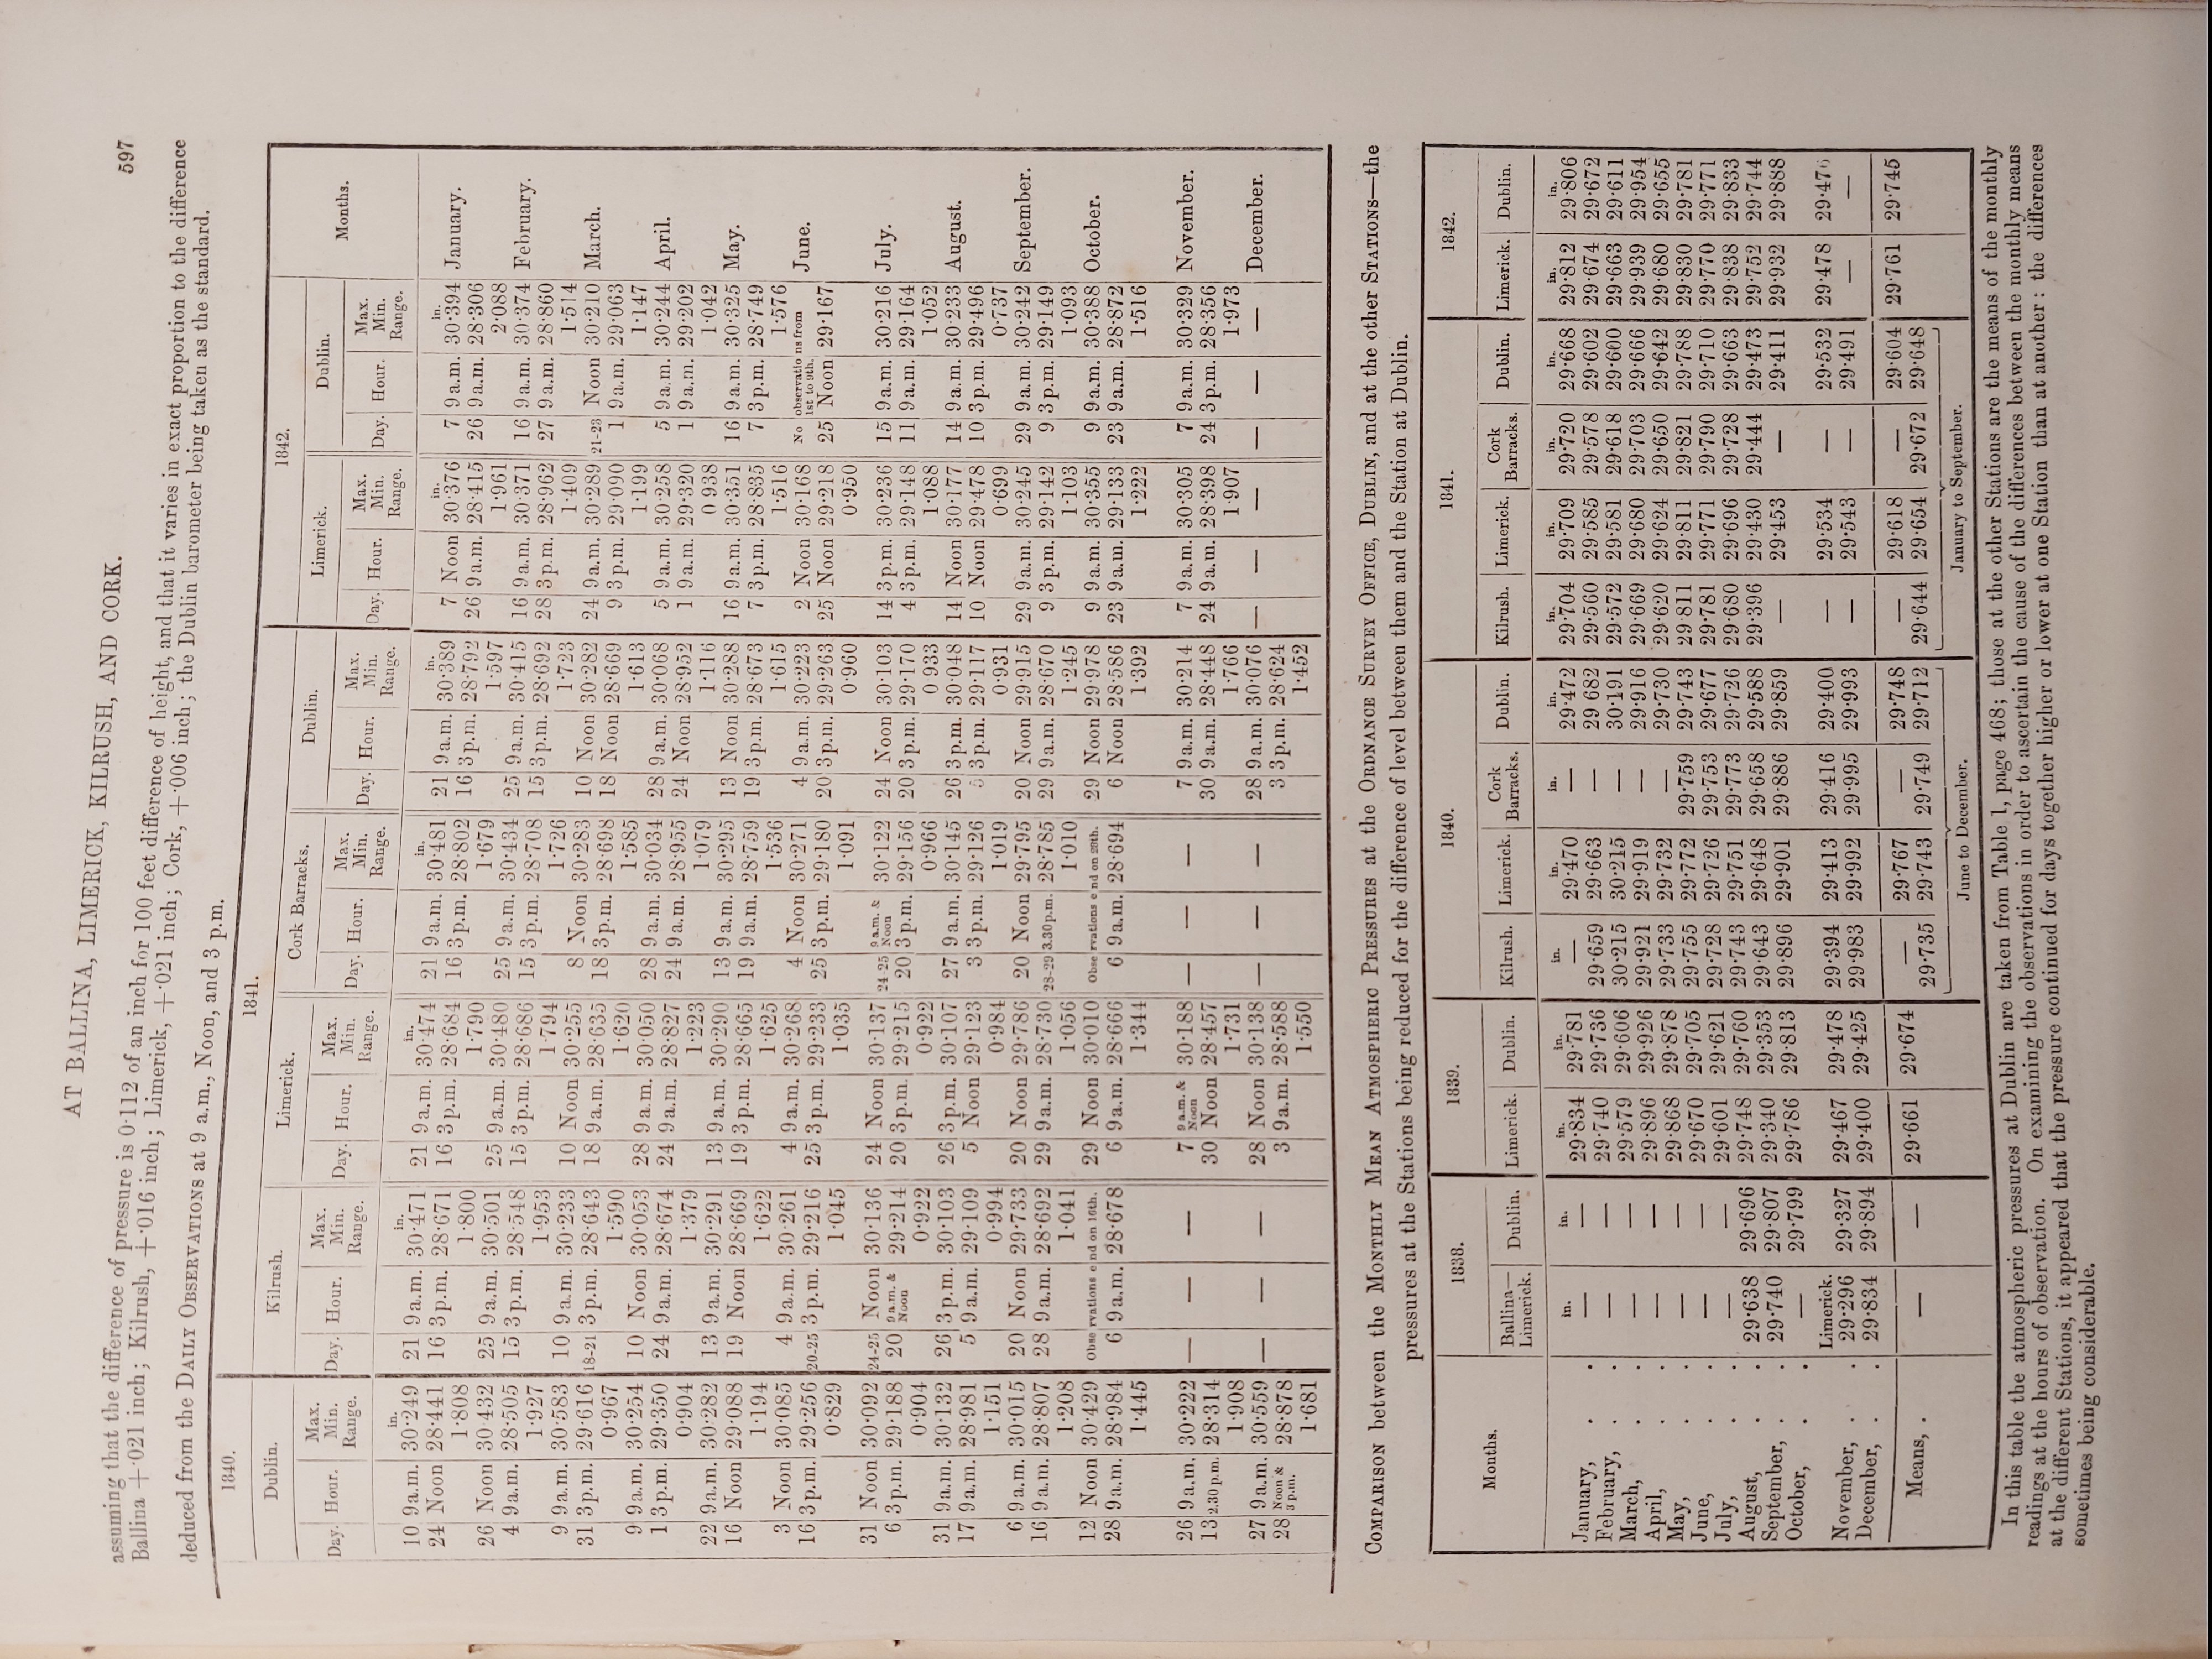 AT BALLINA, LIMERICK, KILRUSH, AND CORK.
597
assuming that the difference of pressure is 0·112 of an inch for 100 feet difference of height, and that it varies in exact proportion to the difference
Ballina +·021 inch; Kilrush, +·016 inch; Limerick, +·021 inch; Cork, +·006 inch; the Dublin barometer being taken as the standard.
deduced from the DAILY OBSERVATIONS at 9 a.m., Noon, and 3 p.m.
1840. 1841. 1842.
Dublin. Kilrush. Limerick. Cork Barracks. Dublin. Limerick. Dublin. Months.
Day. Hour. Max. Min. Range. Day. Hour. Max. Min. Range. Day. Hour. Max. Min. Range. Day. Hour. Max. Min. Range. Day. Hour. Max. Min. Range. Day. Hour. Max. Min. Range. Day. Hour. Max. Min. Range.
in. in. in. in. in. in. in.
10 9 a.m. 30·249 21 9 a.m. 30·471 21 9 a.m. 30·474 21 9 a.m. 30·481 21 9 a.m. 30·389 7 Noon 30·376 7 9 a.m. 30·394 January.
24 Noon 28·441 16 3 p.m. 28·671 16 3 p.m. 28·684 16 3 p.m. 28·802 16 3 p.m. 28·792 26 9 a.m. 28·415 26 9 a.m. 28·306
1·808 1·800 1·790 1·679 1·597 1·961 2·088
26 Noon 30 432 25 9 a.m. 30·501 25 9 a.m. 30·480 25 9 a.m. 30·434 25 9 a.m. 30·415 16 9 a.m. 30·371 16 9 a.m. 30·374 February.
4 9 a.m. 28·505 15 3 p.m. 28·548 15 3 p.m. 28·686 15 3 p.m. 28·708 15 3 p.m. 28·692 28 3 p.m. 28·962 27 9 a.m. 28·860
1·927 1·953 1·794 1·726 1·723 1·409 1·514
9 9 a.m. 30·583 10 9 a.m. 30·233 10 Noon 30·255 8 Noon 30·283 10 Noon 30·282 24 9 a.m. 30·289 21-23 Noon 30·210 March.
31 3 p.m. 29·616 18-21 3 p.m. 28·643 18 9 a.m. 28·635 18 3 p.m. 28·698 18 Noon 28·669 9 3 p.m. 29·090 1 9 a.m. 29·063
0·967 1·590 1·620 1·585 1·613 1·199 1·147
9 9 a.m. 30·254 10 Noon 30·053 28 9 a.m. 30·050 28 9 a.m. 30·034 28 9 a.m. 30·068 5 9 a.m. 30·258 5 9 a.m. 30·244 April.
1 3 p.m. 29·350 24 9 a.m. 28·674 24 9 a.m. 28·827 24 9 a.m. 28·955 24 Noon 28·952 1 9 a.m. 29·320 1 9 a.m. 29·202
0·904 1·379 1·223 1·079 1·116 0 938 1·042
22 9 a.m. 30·282 13 9 a.m. 30·291 13 9 a.m. 30·290 13 9 a.m. 30·295 13 Noon 30·288 16 9 a.m. 30·351 16 9 a.m. 30·325 May.
16 Noon 29·088 19 Noon 28·669 19 3 p.m. 28·665 19 9 a.m. 28·759 19 3 p.m. 28·673 7 3 p.m. 28·835 7 3 p.m. 28·749
1·194 1·622 1·625 1·536 1·615 1·516 1·576
3 Noon 30·085 4 9 a.m. 30·261 4 9 a.m. 30·268 4 Noon 30·271 4 9 a.m. 30·223 2 Noon 30·168 No observations from 1st to 9th. June.
16 3 p.m. 29·256 20-25 3 p.m. 29·216 25 3 p.m. 29·233 25 3 p.m. 29·180 20 3 p.m. 29·263 25 Noon 29·218 25 Noon 29·167
0·829 1·045 1·035 1·091 0·960 0·950
31 Noon 30·092 24-25 Noon 30·136 24 Noon 30·137 24-25 9 a.m. & Noon 30·122 24 Noon 30·103 14 3 p.m. 30·236 15 9 a.m. 30·216 July.
6 3 p.m. 29·188 20 9 a.m. & Noon 29·214 20 3 p.m. 29·215 20 3 p.m. 29·156 20 3 p.m. 29·170 4 3 p.m. 29·148 11 9 a.m. 29·164
0·904 0·922 0·922 0·966 0 933 1·088 1·052
31 9 a.m. 30·132 26 3 p.m. 30·103 26 3 p.m. 30·107 27 9 a.m. 30·145 26 3 p.m. 30·048 14 Noon 30·177 14 9 a.m. 30·233 August.
17 9 a.m. 28·981 5 9 a.m. 29·109 5 Noon 29·123 3 3 p.m. 29·126 3 p.m. 29·117 10 Noon 29·478 10 3 p.m. 29·496
1·151 0·994 0·984 1·019 0·931 0·699 0·737
6 9 a.m. 30·015 20 Noon 29·733 20 Noon 29·786 20 Noon 29·795 20 Noon 29·915 29 9 a.m. 30·245 29 9 a.m. 30·242 September.
16 9 a.m. 28·807 28 9 a.m. 28·692 29 9 a.m. 28·730 28-29 3.30 p.m. 28·785 29 9 a.m. 28·670 9 3 p.m. 29·142 9 3 p.m. 29·149
1·208 1·041 1·056 1·010 1·245 1·103 1·093
12 Noon 30·429 Observations end on 16th. 29 Noon 30·010 Observations end on 28th. 29 Noon 29·978 9 9 a.m. 30·355 9 9 a.m. 30·388 October.
28 9 a.m. 28·984 6 9 a.m. 28·678 6 9 a.m. 28·666 6 9 a.m. 28·694 6 Noon 28·586 23 9 a.m. 29·133 23 9 a.m. 28·872
1·445 1·344 1·392 1·222 1·516
26 9 a.m. 30·222 — — — 7 9 a.m. & Noon 30·188 — — — 7 9 a.m. 30·214 7 9 a.m. 30·305 7 9 a.m. 30·329 November.
13 2.30 p.m. 28·314 30 Noon 28·457 30 9 a.m. 28·448 24 9 a.m. 28·398 24 3 p.m. 28·356
1·908 1·731 1·766 1·907 1·973
27 9 a.m. 30·559 — — — 28 Noon 30·138 — — — 28 9 a.m. 30·076 — — — — — — December.
28 Noon & 3 p.m. 28·878 3 9 a.m. 28·588 3 3 p.m. 28·624
1·681 1·550 1·452
COMPARISON between the MONTHLY MEAN ATMOSPHERIC PRESSURES at the ORDNANCE SURVEY OFFICE, DUBLIN, and at the other STATIONS—the
pressures at the Stations being reduced for the difference of level between them and the Station at Dublin.
Months. 1838. 1839. 1840. 1841. 1842.
Ballina—Limerick. Dublin. Limerick. Dublin. Kilrush. Limerick. Cork Barracks. Dublin. Kilrush. Limerick. Cork Barracks. Dublin. Limerick. Dublin.
in. in. in. in. in. in. in. in. in. in. in. in. in. in.
January, . . — — 29·834 29·781 — 29·470 — 29·472 29·704 29·709 29·720 29·668 29·812 29·806
February, . . — — 29·740 29·736 29·659 29·663 — 29 682 29·560 29·585 29·578 29·602 29·674 29·672
March, . . — — 29·579 29·606 30·215 30·215 — 30·191 29·572 29·581 29·618 29·600 29·663 29·611
April, . . — — 29·896 29·926 29·921 29·919 — 29·916 29·669 29·680 29·703 29·666 29·939 29·954
May, . . — — 29·868 29·878 29·733 29·732 — 29·730 29·620 29·624 29·650 29·642 29·680 29·655
June, . . — — 29·670 29·705 29·755 29·772 29·759 29·743 29·811 29·811 29·821 29·788 29·830 29·781
July, . . — — 29·601 29·621 29·728 29·726 29·753 29·677 29·781 29·771 29·790 29·710 29·770 29·771
August, . . 29·638 29·696 29·748 29·760 29·743 29·751 29·773 29·726 29·680 29·696 29·728 29·663 29·838 29·833
September, . . 29·740 29·807 29·340 29·353 29·643 29·648 29·658 29·588 29·396 29·430 29·444 29·473 29·752 29·744
October, . . — 29·799 29·786 29·813 29·896 29·901 29·886 29·859 — 29·453 — 29·411 29·932 29·888
Limerick.
November, . . 29·296 29·327 29·467 29·478 29·394 29·413 29·416 29·400 — 29·534 — 29·532 29·478 29·476
December, . . 29·834 29·894 29·400 29·425 29·983 29·992 29·995 29·993 — 29·543 — 29·491 — —
Means, . — — 29·661 29·674 — 29·767 — 29·748 — 29·618 — 29·604 29·761 29·745
29·735 29·743 29·749 29·712 29·644 29·654 29·672 29·648
June to December. January to September.
In this table the atmospheric pressures at Dublin are taken from Table 1, page 468; those at the other Stations are the means of the monthly
readings at the hours of observation. On examining the observations in order to ascertain the cause of the differences between the monthly means
at the different Stations, it appeared that the pressure continued for days together higher or lower at one Station than at another: the differences
sometimes being considerable.